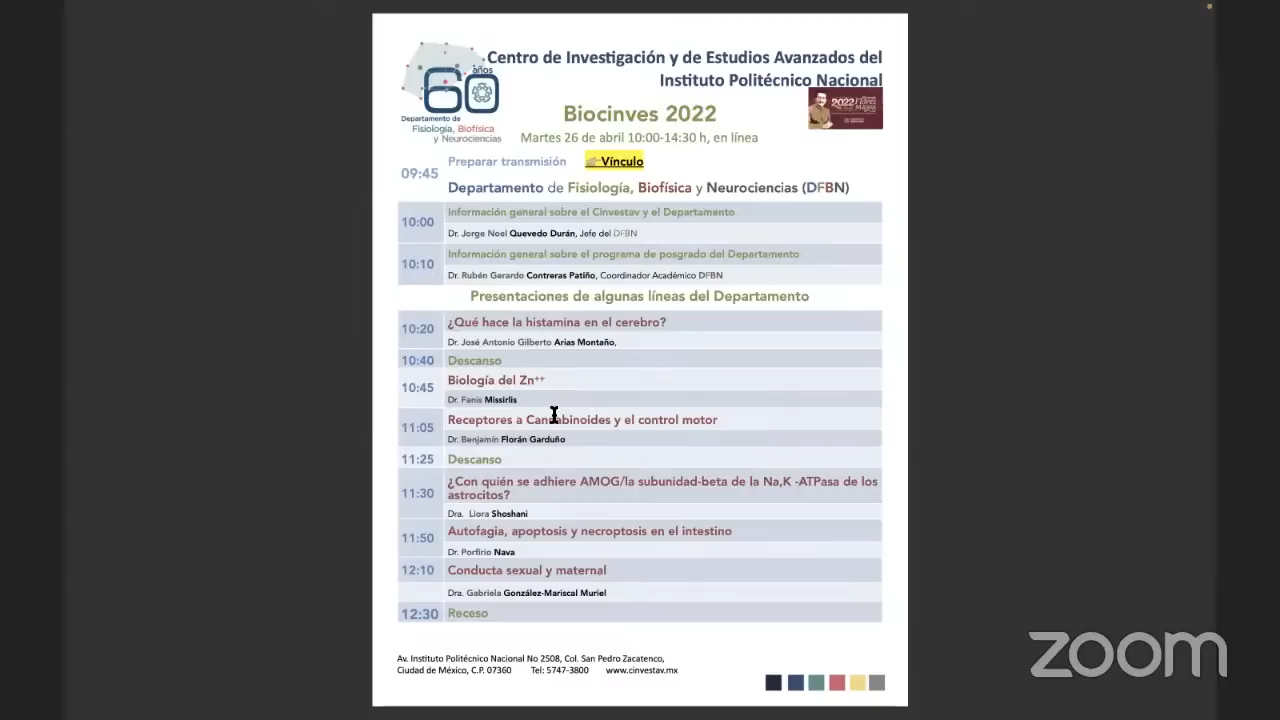 Centro de Investigación y de Estudios Avanzados del
Instituto Politécnico Nacional
60
años
Departamento de
Fisiología, Biofísica
y Neurociencias
2022
Biocinves 2022
Martes 26 de abril 10:00-14:30 h, en línea
09:45
Preparar transmisión 👉Vínculo
Departamento de Fisiología, Biofísica y Neurociencias (DFBN)
10:00
Información general sobre el Cinvestav y el Departamento
Dr. Jorge Noel Quevedo Durán, Jefe del DFBN
10:10
Información general sobre el programa de posgrado del Departamento
Dr. Rubén Gerardo Contreras Patiño, Coordinador Académico DFBN
Presentaciones de algunas líneas del Departamento
10:20
¿Qué hace la histamina en el cerebro?
Dr. José Antonio Gilberto Arias Montaño,
10:40 Descanso
10:45
Biología del Zn⁺⁺
Dr. Fanis Missirlis
11:05
Receptores a Cannabinoides y el control motor
Dr. Benjamín Florán Garduño
11:25 Descanso
11:30
¿Con quién se adhiere AMOG/la subunidad-beta de la Na,K -ATPasa de los
astrocitos?
Dra. Liora Shoshani
11:50
Autofagia, apoptosis y necroptosis en el intestino
Dr. Porfirio Nava
12:10 Conducta sexual y maternal
Dra. Gabriela González-Mariscal Muriel
12:30 Receso
Av. Instituto Politécnico Nacional No 2508, Col. San Pedro Zacatenco,
Ciudad de México, C.P. 07360 Tel: 5747-3800 www.cinvestav.mx
zoom